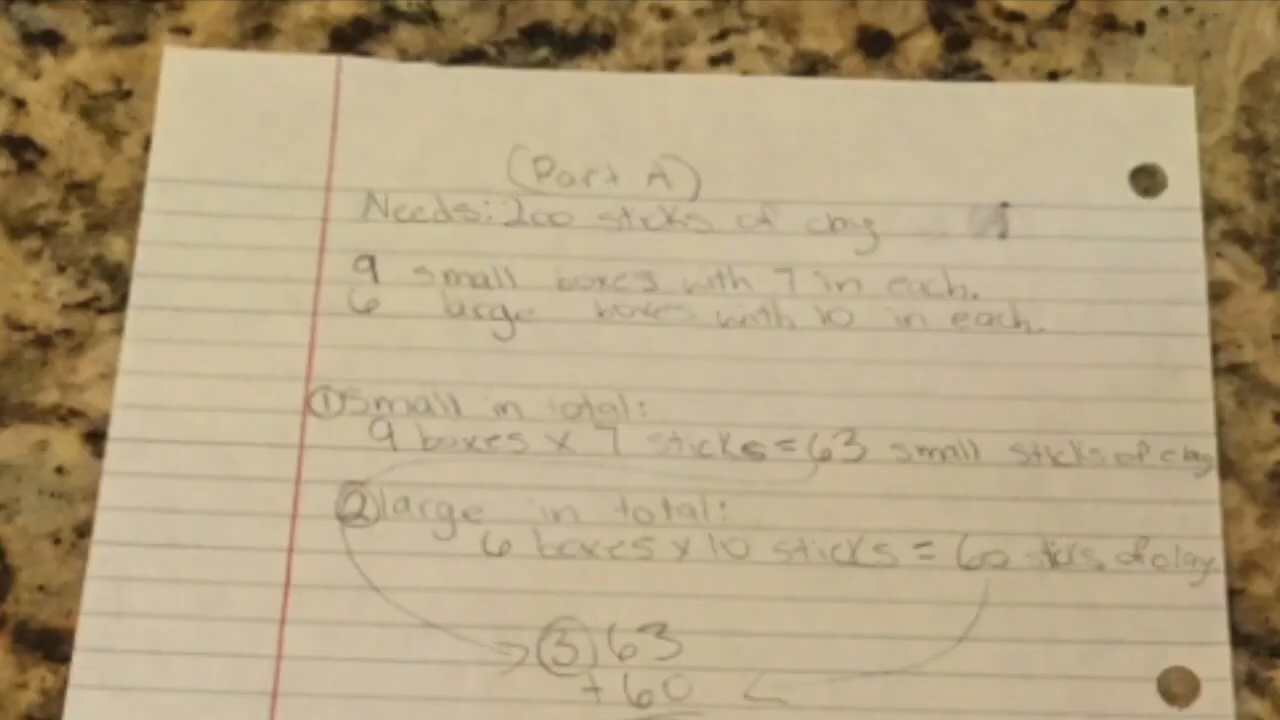 (Part A)
Needs: 200 sticks of clay
9 small boxes with 7 in each.
6 large boxes with 10 in each.
① Small in total:
9 boxes x 7 sticks = 63 small sticks of clay
② large in total:
6 boxes x 10 sticks = 60 sticks of clay
③ 63
+ 60